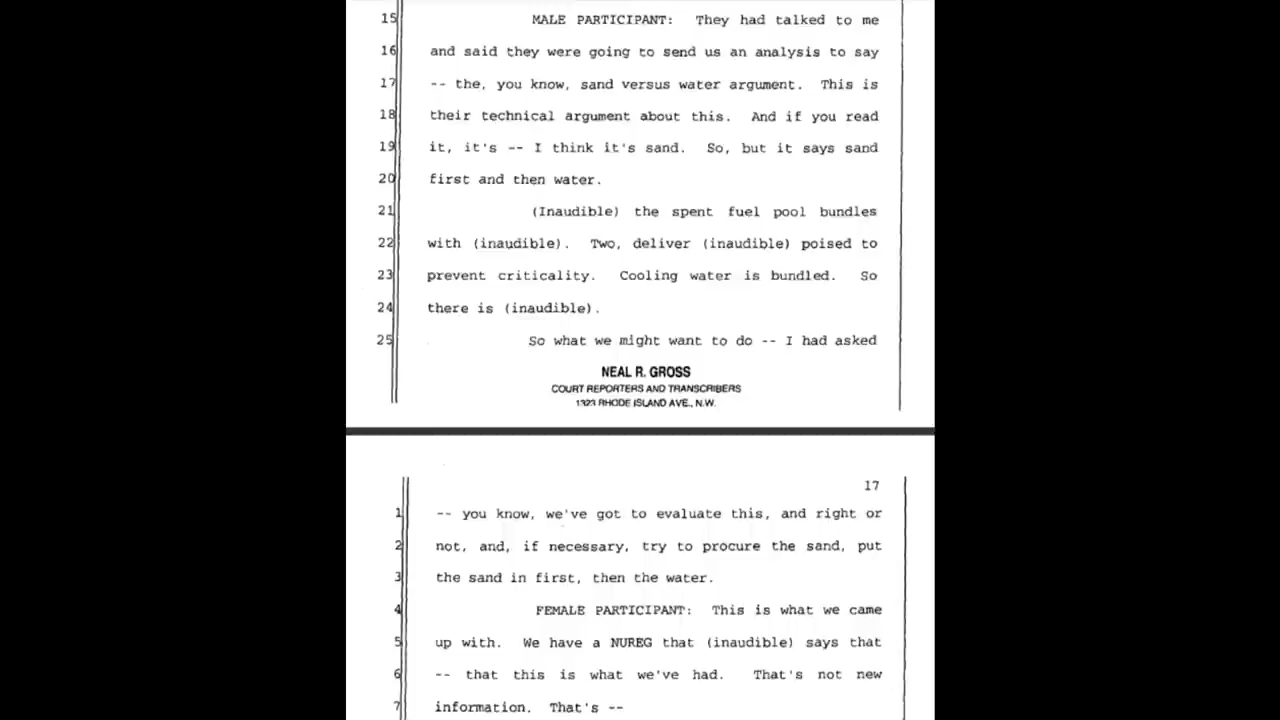 15 MALE PARTICIPANT: They had talked to me
16 and said they were going to send us an analysis to say
17 -- the, you know, sand versus water argument. This is
18 their technical argument about this. And if you read
19 it, it's -- I think it's sand. So, but it says sand
20 first and then water.
21 (Inaudible) the spent fuel pool bundles
22 with (inaudible). Two, deliver (inaudible) poised to
23 prevent criticality. Cooling water is bundled. So
24 there is (inaudible).
25 So what we might want to do -- I had asked
NEAL R. GROSS
COURT REPORTERS AND TRANSCRIBERS
1323 RHODE ISLAND AVE., N.W.
17
1 -- you know, we've got to evaluate this, and right or
2 not, and, if necessary, try to procure the sand, put
3 the sand in first, then the water.
4 FEMALE PARTICIPANT: This is what we came
5 up with. We have a NUREG that (inaudible) says that
6 -- that this is what we've had. That's not new
7 information. That's --